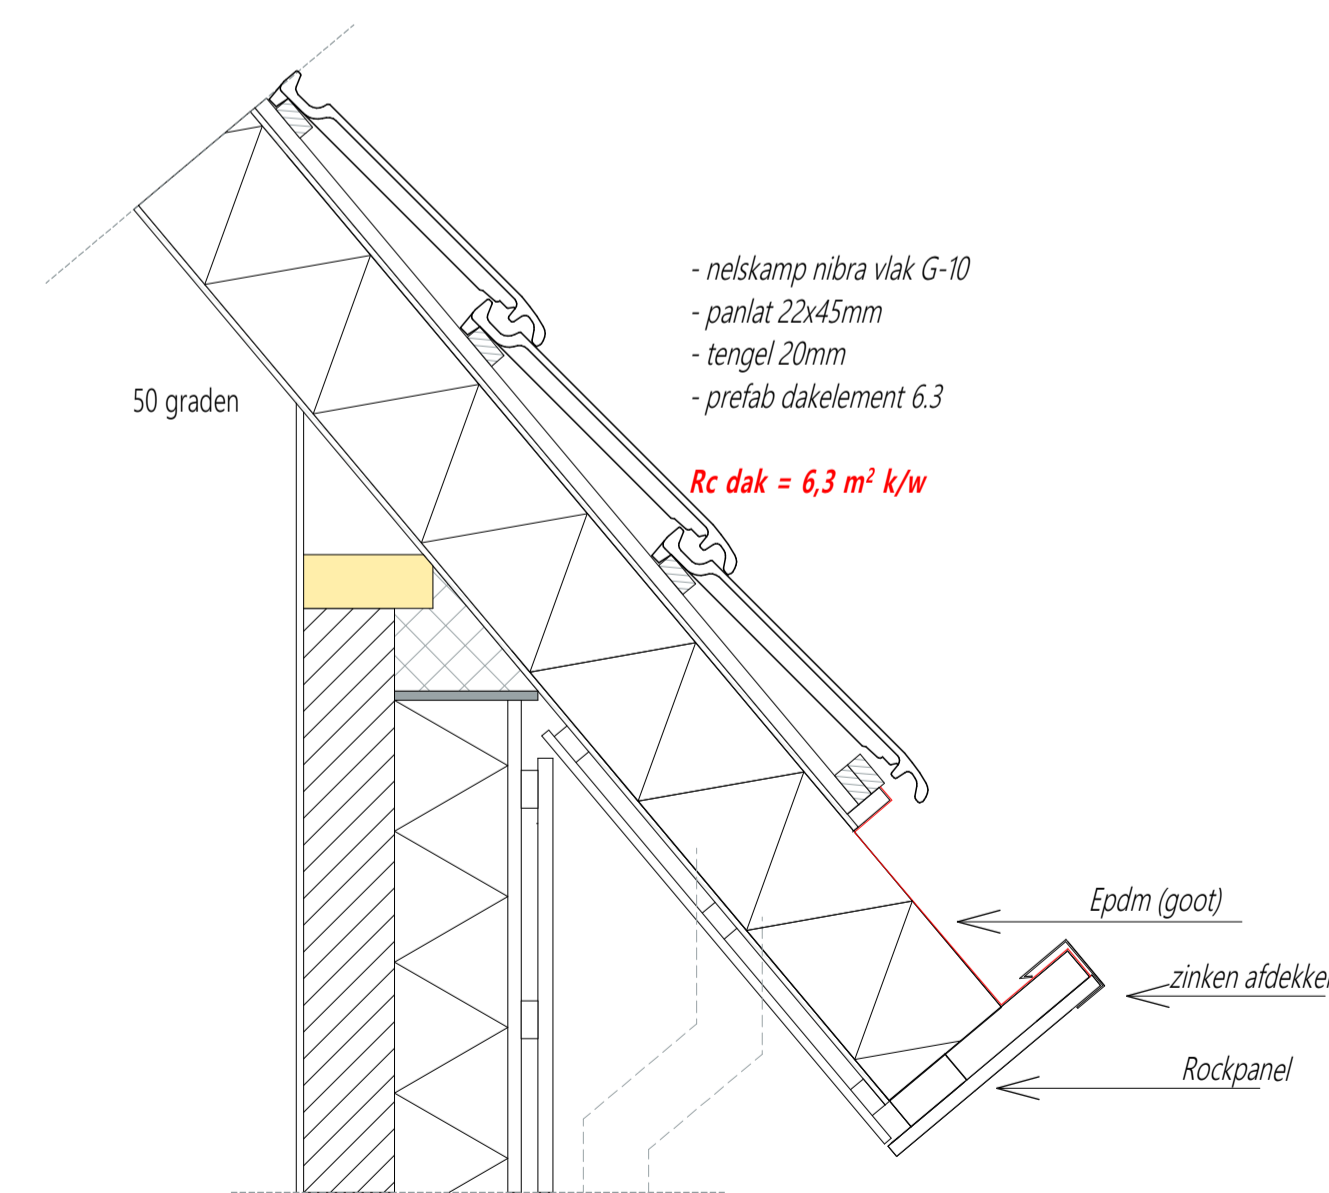 - nelskamp nibra vlak G-10
- panlat 22x45mm
- tengel 20mm
- prefab dakelement 6.3
50 graden
Rc dak = 6,3 m² k/w
Epdm (goot)
zinken afdekker
Rockpanel